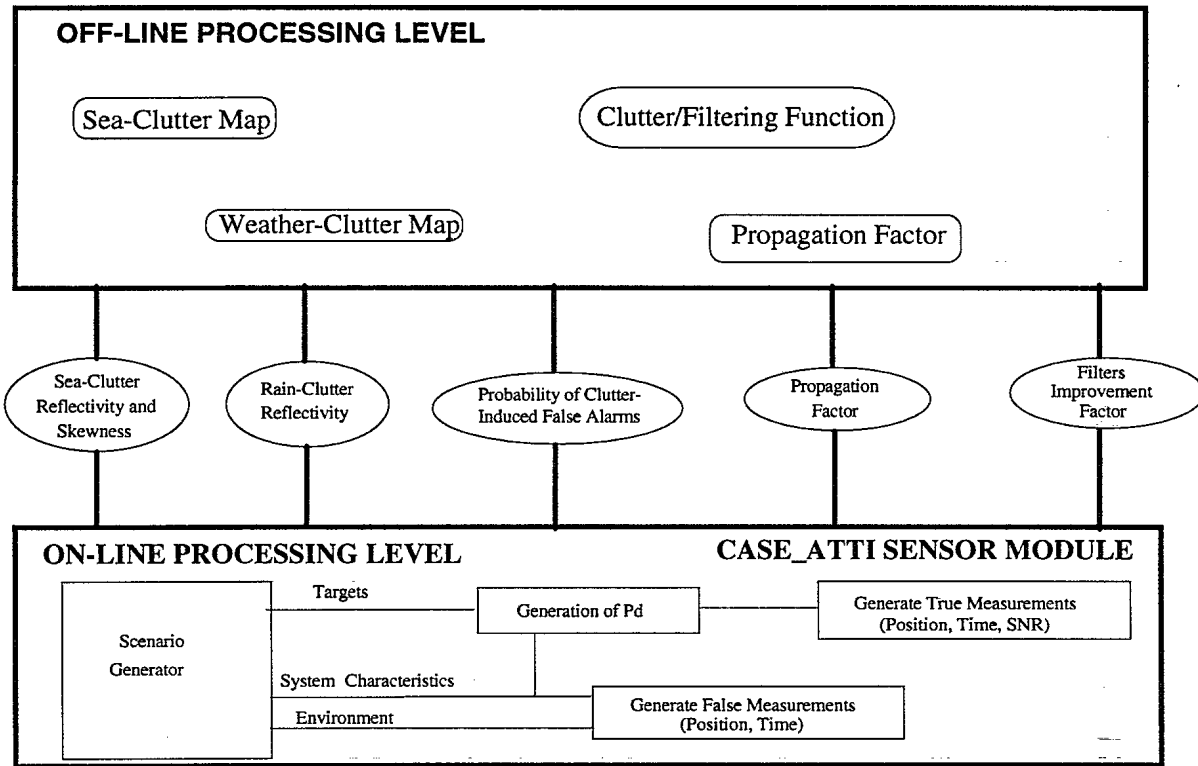 OFF-LINE PROCESSING LEVEL
Sea-Clutter Map
Clutter/Filtering Function
Weather-Clutter Map
Propagation Factor
Sea-Clutter
Reflectivity and
Skewness
Rain-Clutter
Reflectivity
Probability of Clutter-
Induced False Alarms
Propagation
Factor
Filters
Improvement
Factor
ON-LINE PROCESSING LEVEL
CASE_ATTI SENSOR MODULE
Scenario
Generator
Targets
Generation of Pd
Generate True Measurements
(Position, Time, SNR)
System Characteristics
Environment
Generate False Measurements
(Position, Time)